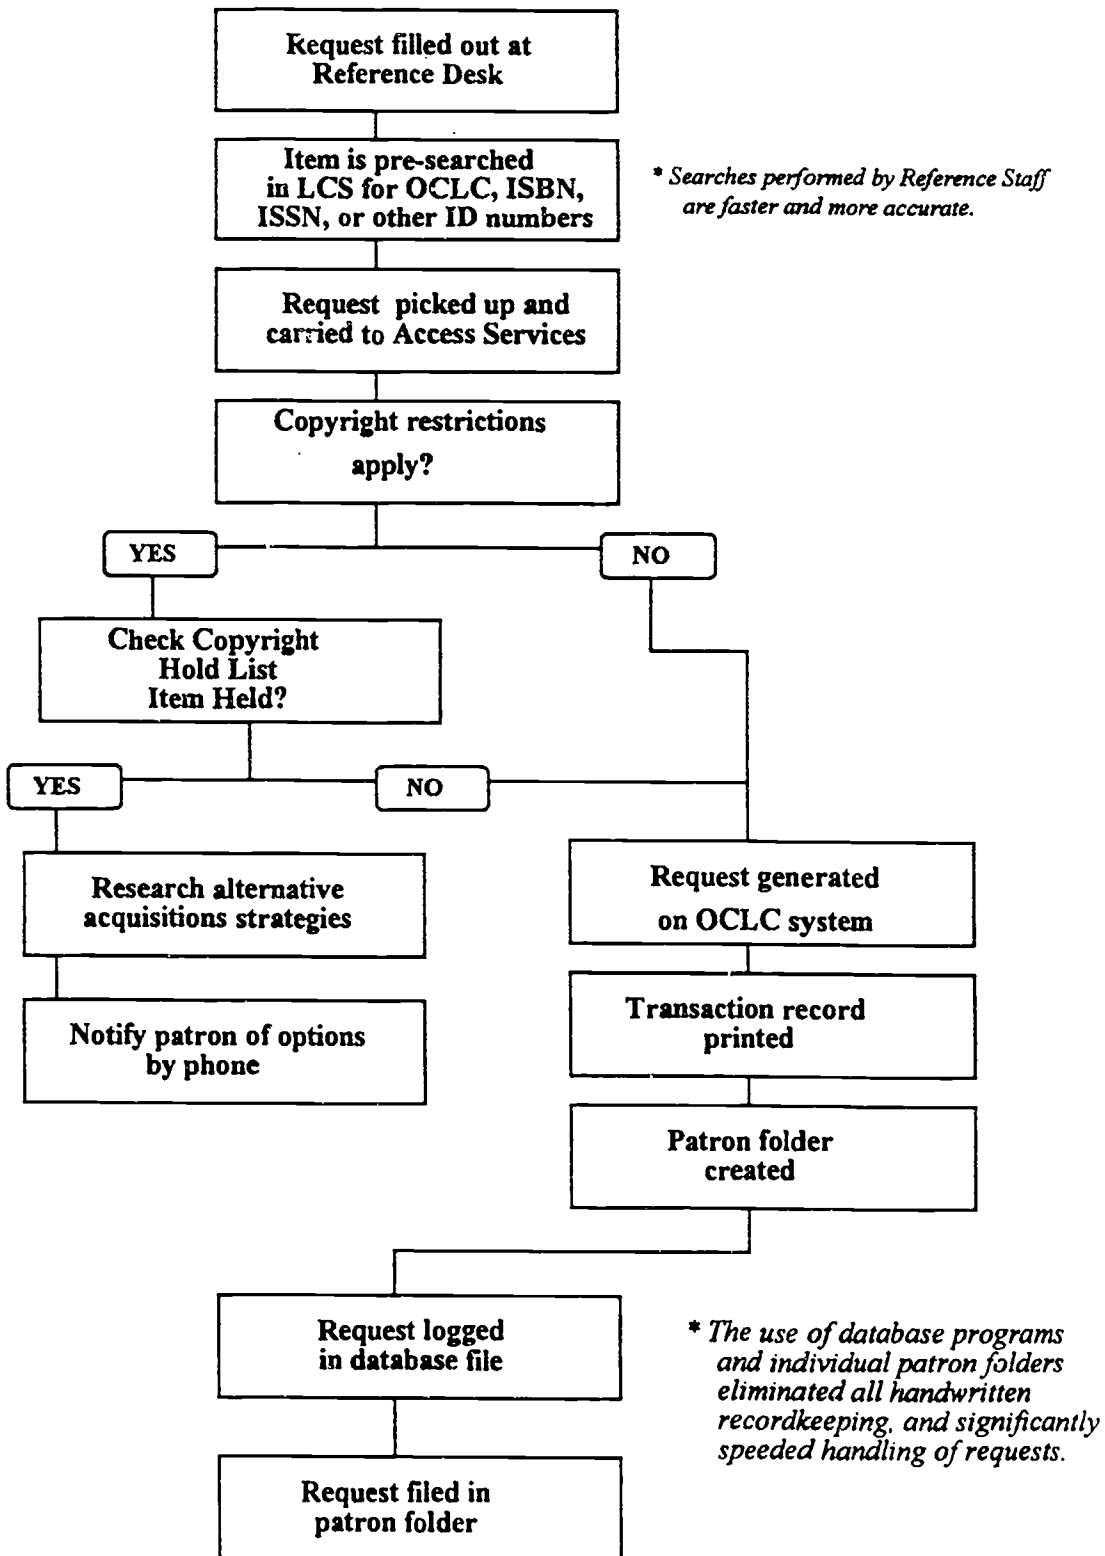 Request filled out at
Reference Desk
Item is pre-searched
in LCS for OCLC, ISBN,
ISSN, or other ID numbers
* Searches performed by Reference Staff
are faster and more accurate.
Request picked up and
carried to Access Services
Copyright restrictions
apply?
YES
NO
Check Copyright
Hold List
Item Held?
YES
NO
Research alternative
acquisitions strategies
Request generated
on OCLC system
Notify patron of options
by phone
Transaction record
printed
Patron folder
created
Request logged
in database file
* The use of database programs
and individual patron folders
eliminated all handwritten
recordkeeping, and significantly
speeded handling of requests.
Request filed in
patron folder